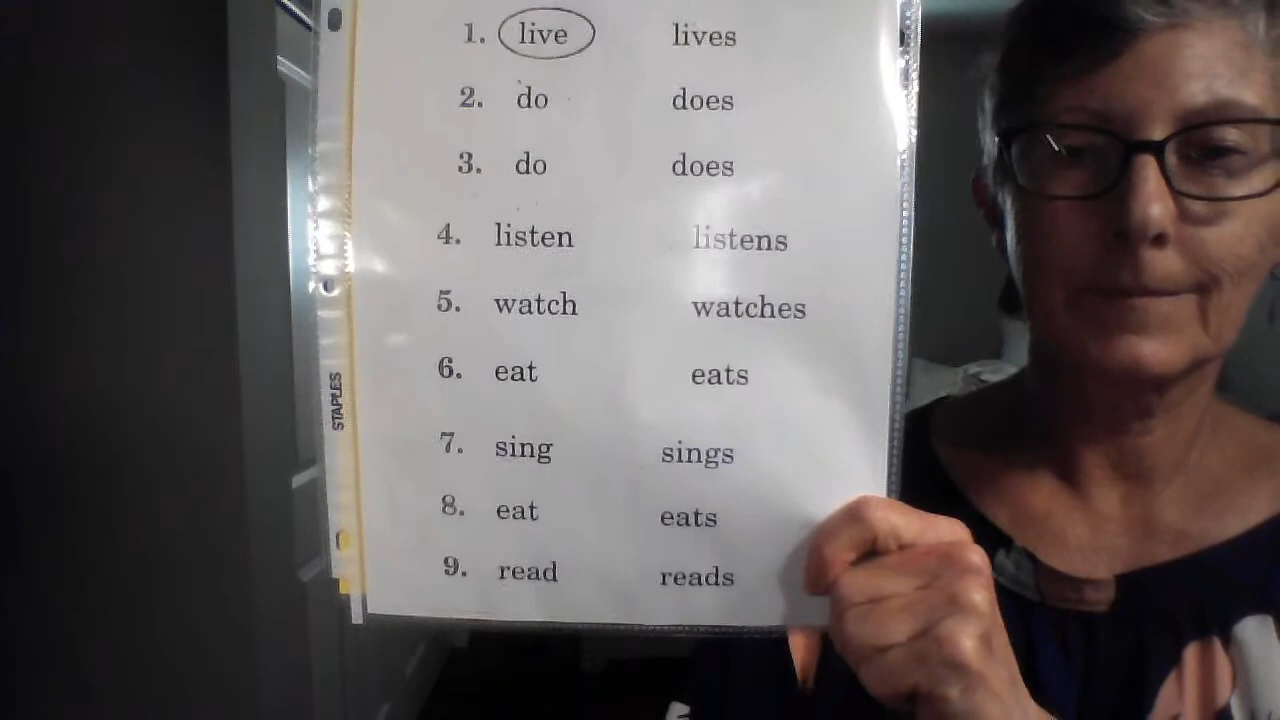 1. live lives
2. do does
3. do does
4. listen listens
5. watch watches
6. eat eats
7. sing sings
8. eat eats
9. read reads
STAPLES